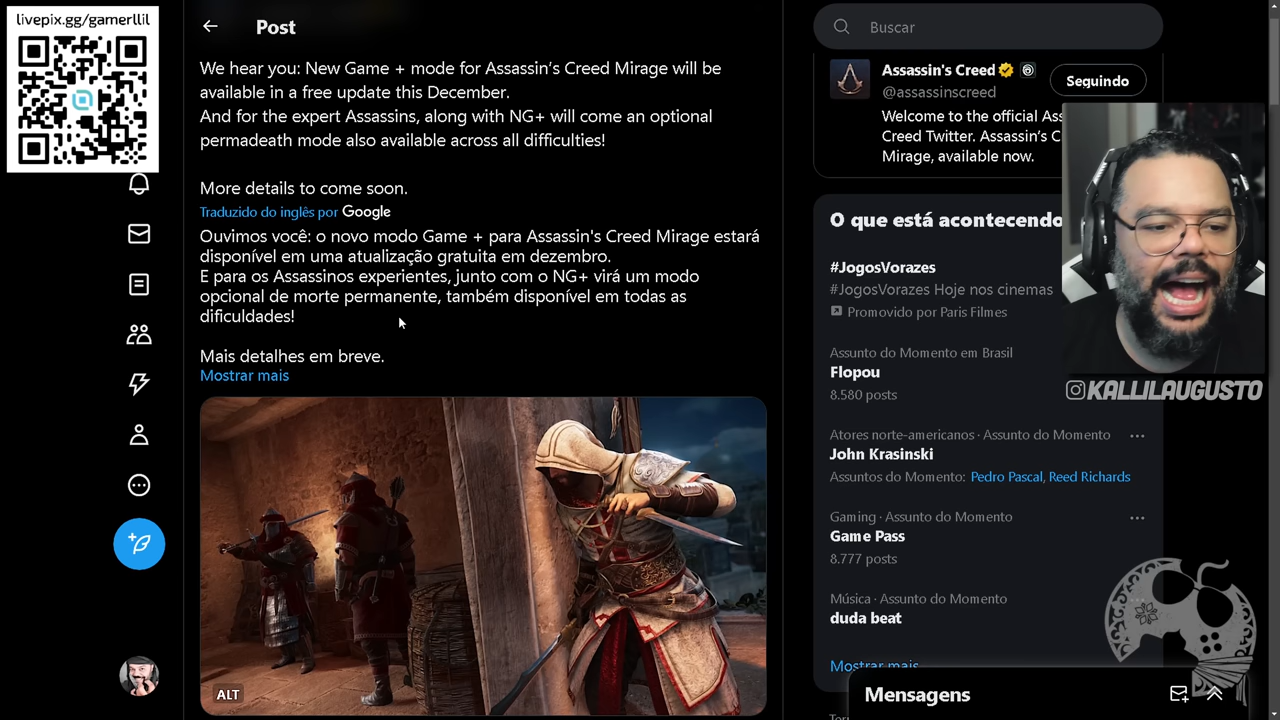 livepix.gg/gamerllil
Post
We hear you: New Game + mode for Assassin’s Creed Mirage will be
available in a free update this December.
And for the expert Assassins, along with NG+ will come an optional
permadeath mode also available across all difficulties!
More details to come soon.
Traduzido do inglês por Google
Ouvimos você: o novo modo Game + para Assassin's Creed Mirage estará
disponível em uma atualização gratuita em dezembro.
E para os Assassinos experientes, junto com o NG+ virá um modo
opcional de morte permanente, também disponível em todas as
dificuldades!
Mais detalhes em breve.
Mostrar mais
ALT
Buscar
Assassin's Creed
@assassinscreed
Seguindo
Welcome to the official Ass
Creed Twitter. Assassin’s C
Mirage, available now.
O que está acontecendo
#JogosVorazes
#JogosVorazes Hoje nos cinemas
Promovido por Paris Filmes
Assunto do Momento em Brasil
Flopou
8.580 posts
Atores norte-americanos · Assunto do Momento
John Krasinski
Assuntos do Momento: Pedro Pascal, Reed Richards
Gaming · Assunto do Momento
Game Pass
8.777 posts
Música · Assunto do Momento
duda beat
Mostrar mais
Mensagens
KALLILAUGUSTO